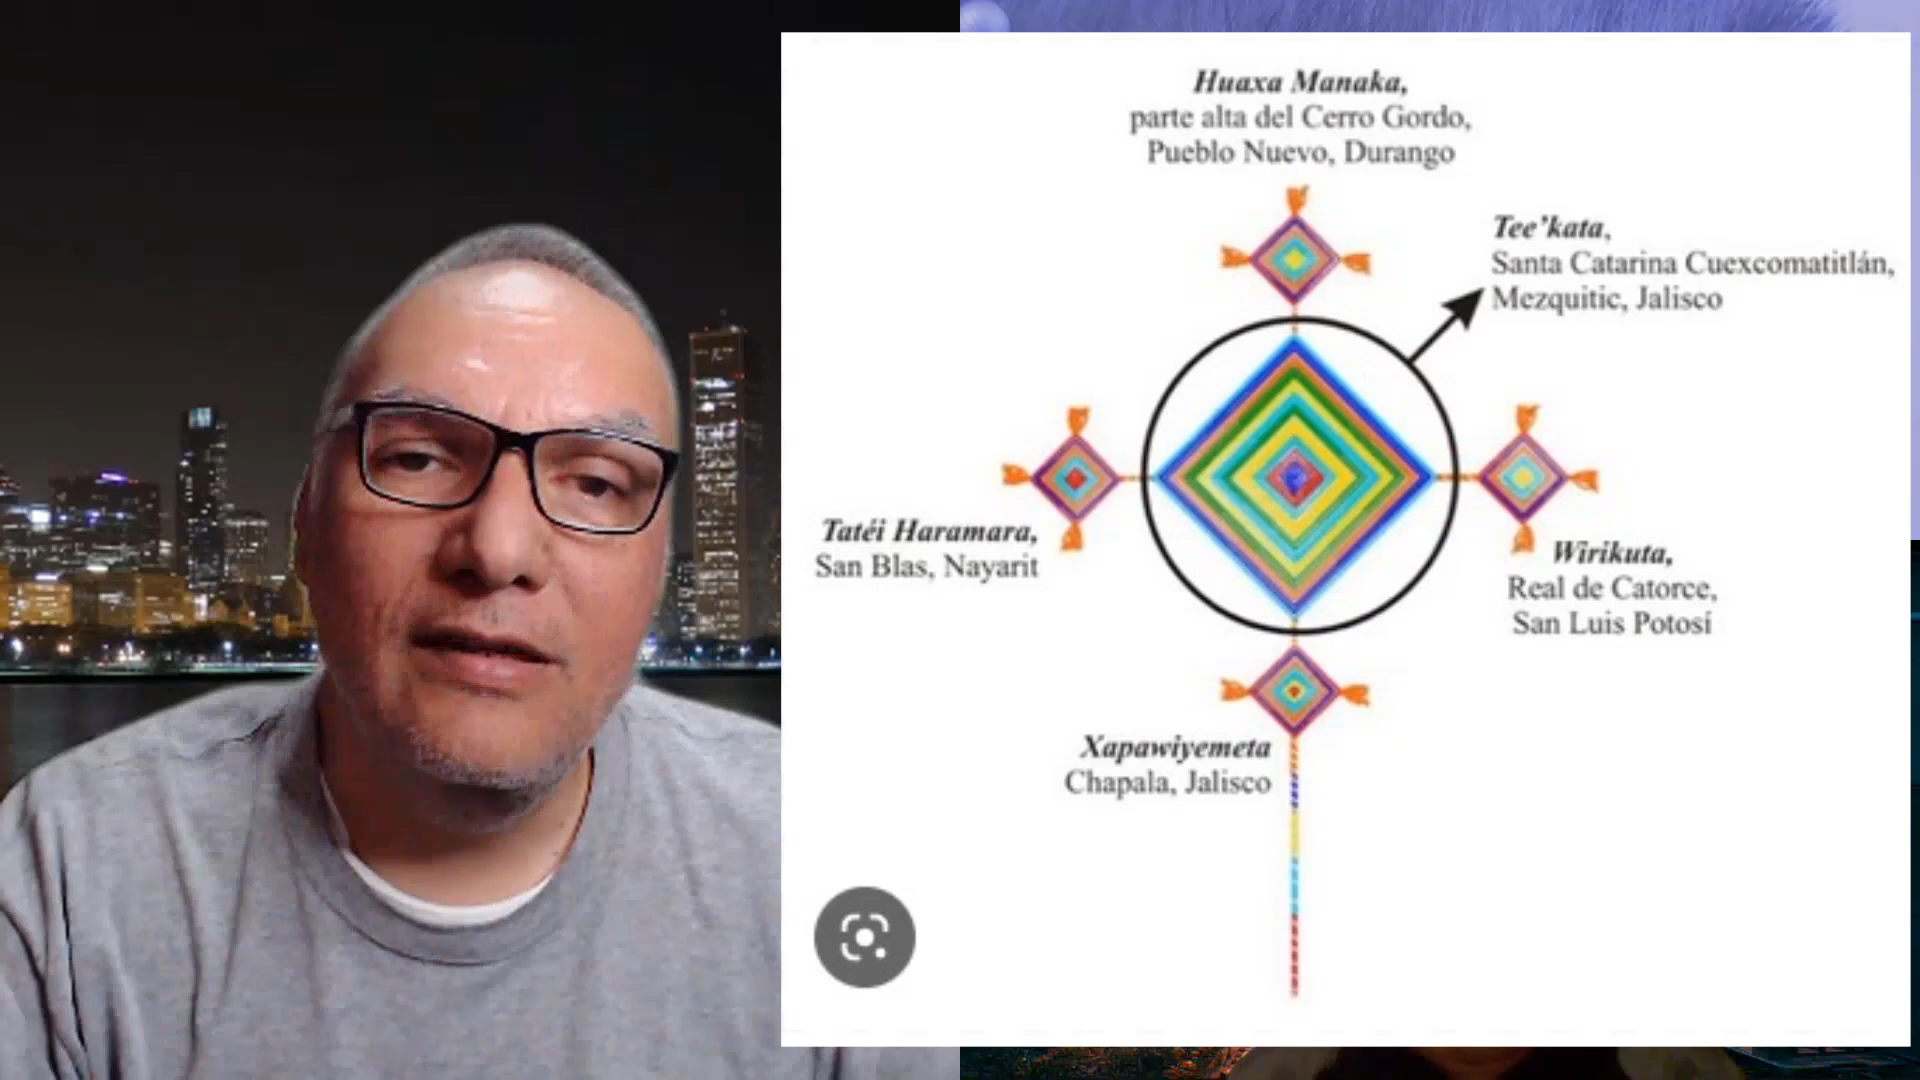 Huaxa Manaka,
parte alta del Cerro Gordo,
Pueblo Nuevo, Durango
Tee’kata,
Santa Catarina Cuexcomatitlán,
Mezquitic, Jalisco
Tatéi Haramara,
San Blas, Nayarit
Wirikuta,
Real de Catorce,
San Luis Potosí
Xapawiyemeta
Chapala, Jalisco